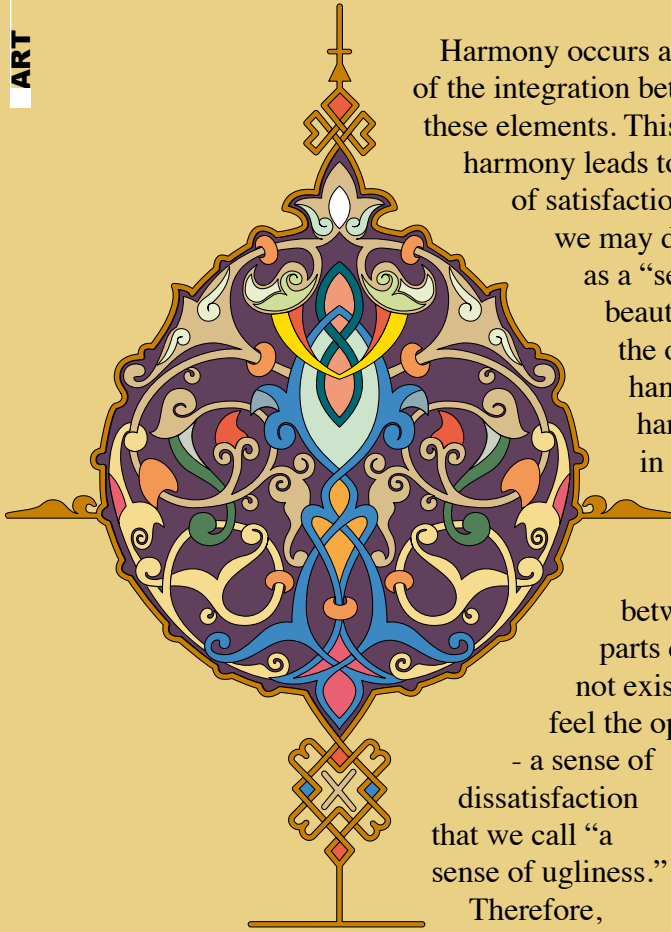 ART
Harmony occurs a
of the integration bet
these elements. This
harmony leads to
of satisfactio
we may d
as a “se
beaut
the o
han
har
in
betw
parts
not exis
feel the op
- a sense of
dissatisfaction
that we call “a
sense of ugliness.”
Therefore,